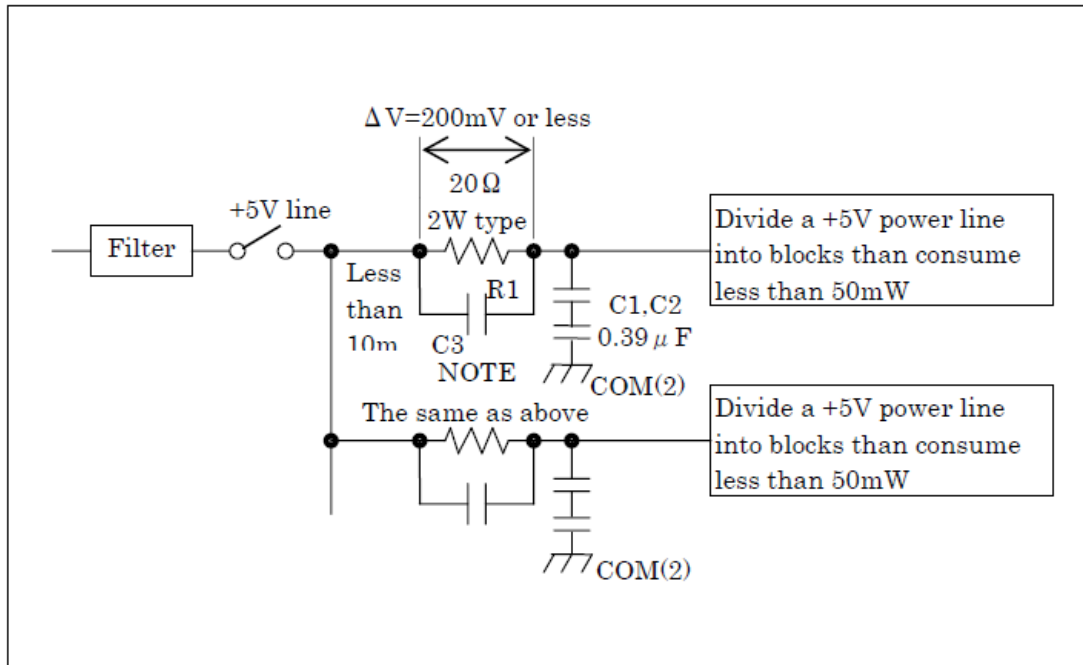 ΔV=200mV or less
20Ω
+5V line
2W type
Filter
Less
than
10m
R1
C3
NOTE
C1,C2
0.39μF
COM(2)
Divide a +5V power line
into blocks than consume
less than 50mW
The same as above
COM(2)
Divide a +5V power line
into blocks than consume
less than 50mW